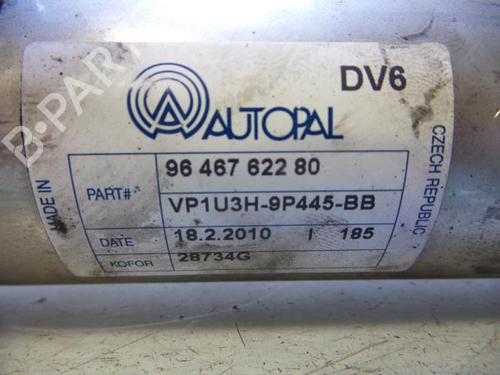 DV6
AUTOPAL
MADE IN
CZECH REPUBLIC
PART#
96 467 622 80
VP1U3H-9P445-BB
DATE
18.2.2010 I 185
KOFOR
28734G
B-PARTS